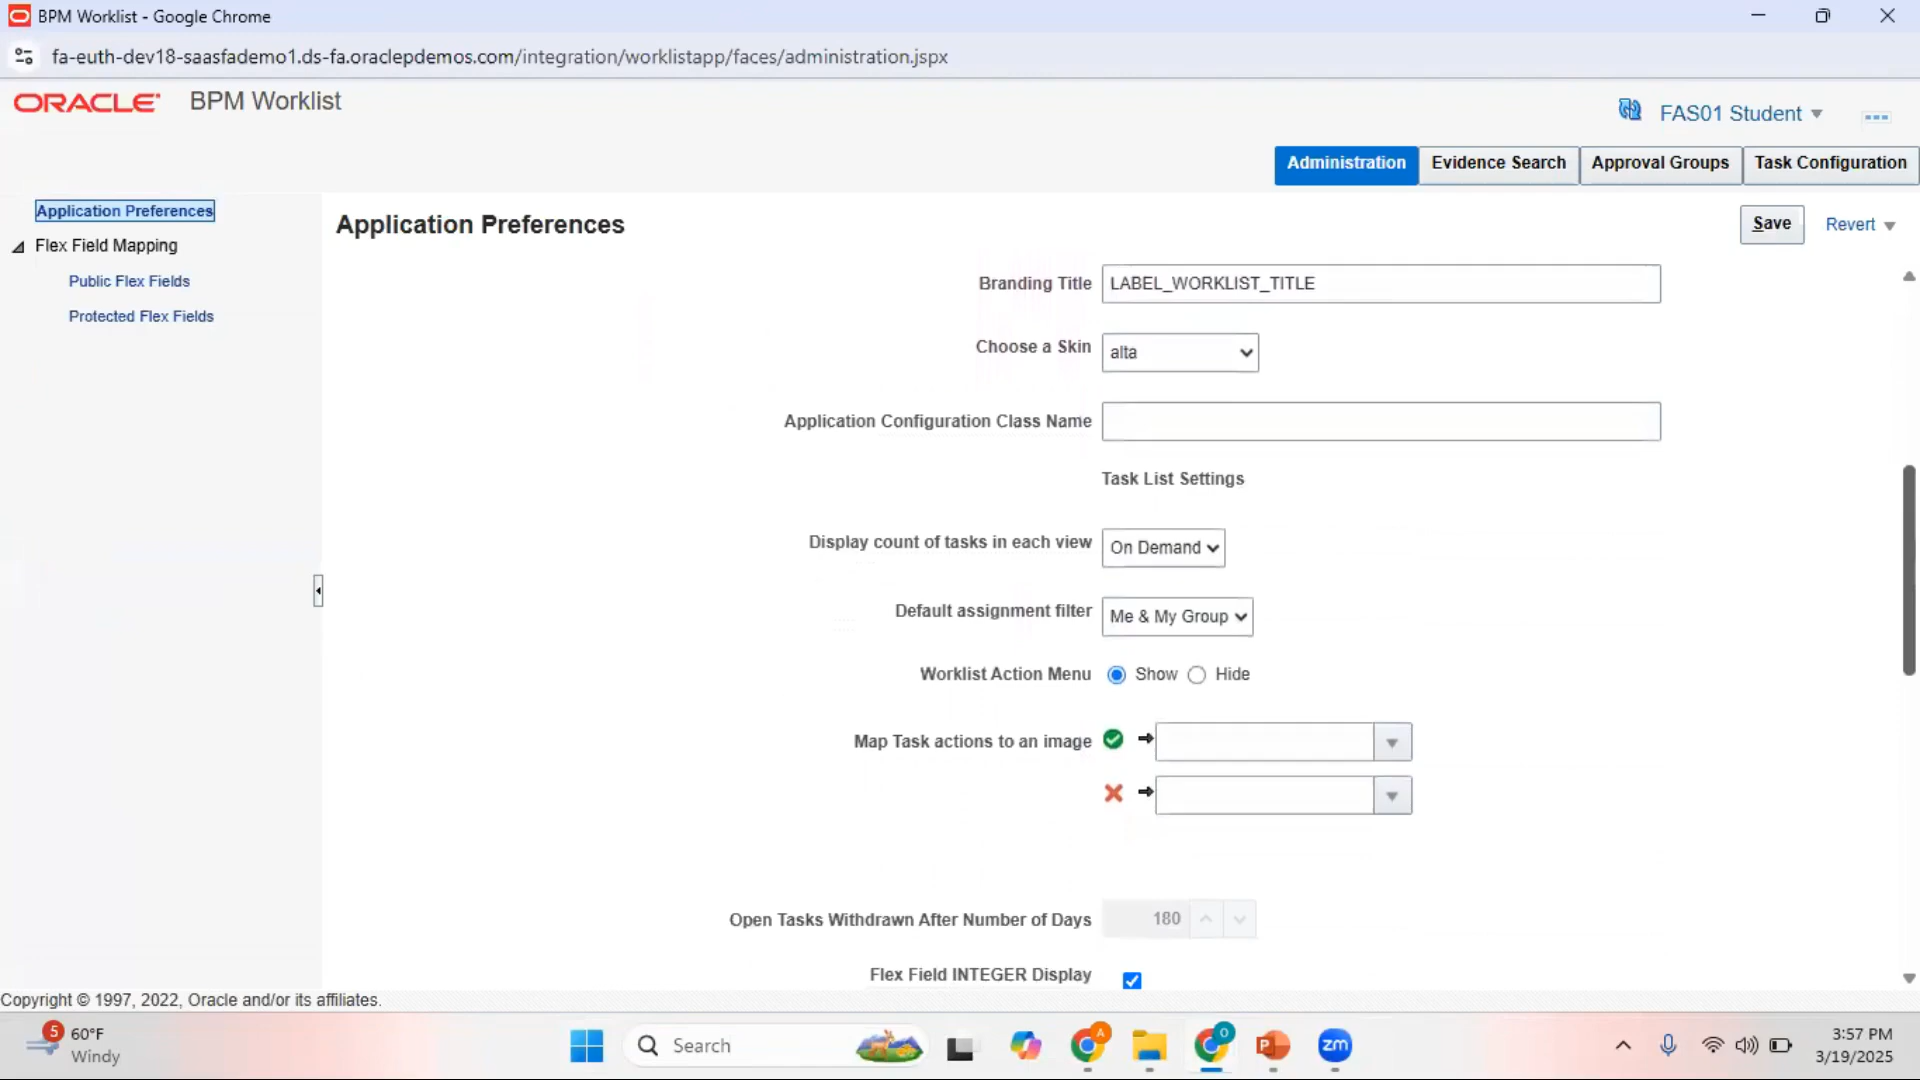 BPM Worklist - Google Chrome
fa-euth-dev18-saasfademo1.ds-fa.oraclepdemos.com/integration/worklistapp/faces/administration.jspx
ORACLE BPM Worklist
FAS01 Student
Administration Evidence Search Approval Groups Task Configuration
Application Preferences
Flex Field Mapping
Public Flex Fields
Protected Flex Fields
Application Preferences
Save Revert
Branding Title LABEL_WORKLIST_TITLE
Choose a Skin alta
Application Configuration Class Name
Task List Settings
Display count of tasks in each view On Demand
Default assignment filter Me & My Group
Worklist Action Menu Show Hide
Map Task actions to an image
Open Tasks Withdrawn After Number of Days 180
Flex Field INTEGER Display
Copyright © 1997, 2022, Oracle and/or its affiliates.
5 60°F
Windy
Search
A
O
P
zm
3:57 PM
3/19/2025